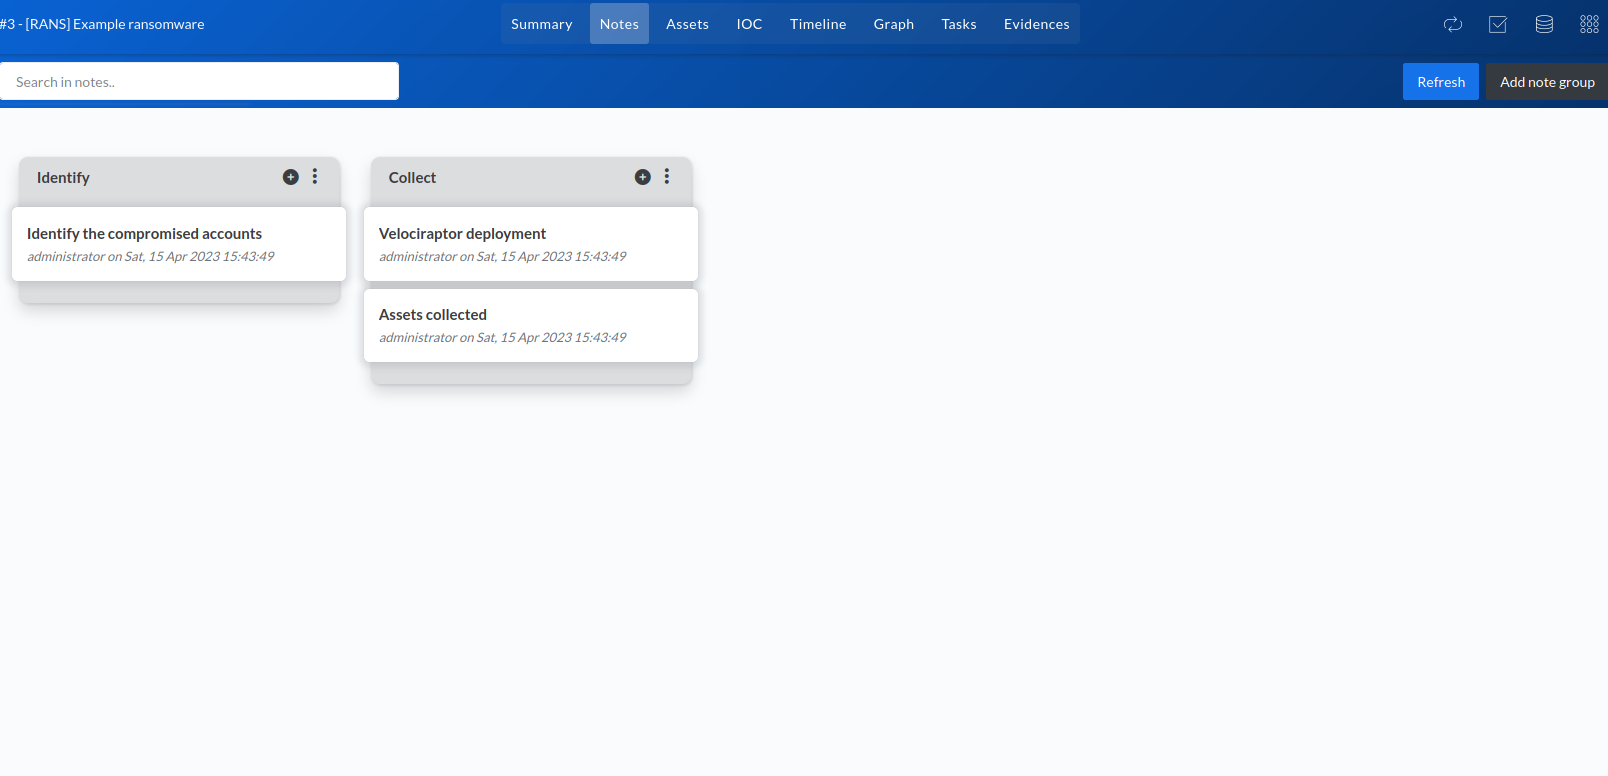 #3 - [RANS] Example ransomware
Summary
Notes
Assets
IOC
Timeline
Graph
Tasks
Evidences
Search in notes..
Refresh
Add note group
Identify
Identify the compromised accounts
administrator on Sat, 15 Apr 2023 15:43:49
Collect
Velociraptor deployment
administrator on Sat, 15 Apr 2023 15:43:49
Assets collected
administrator on Sat, 15 Apr 2023 15:43:49